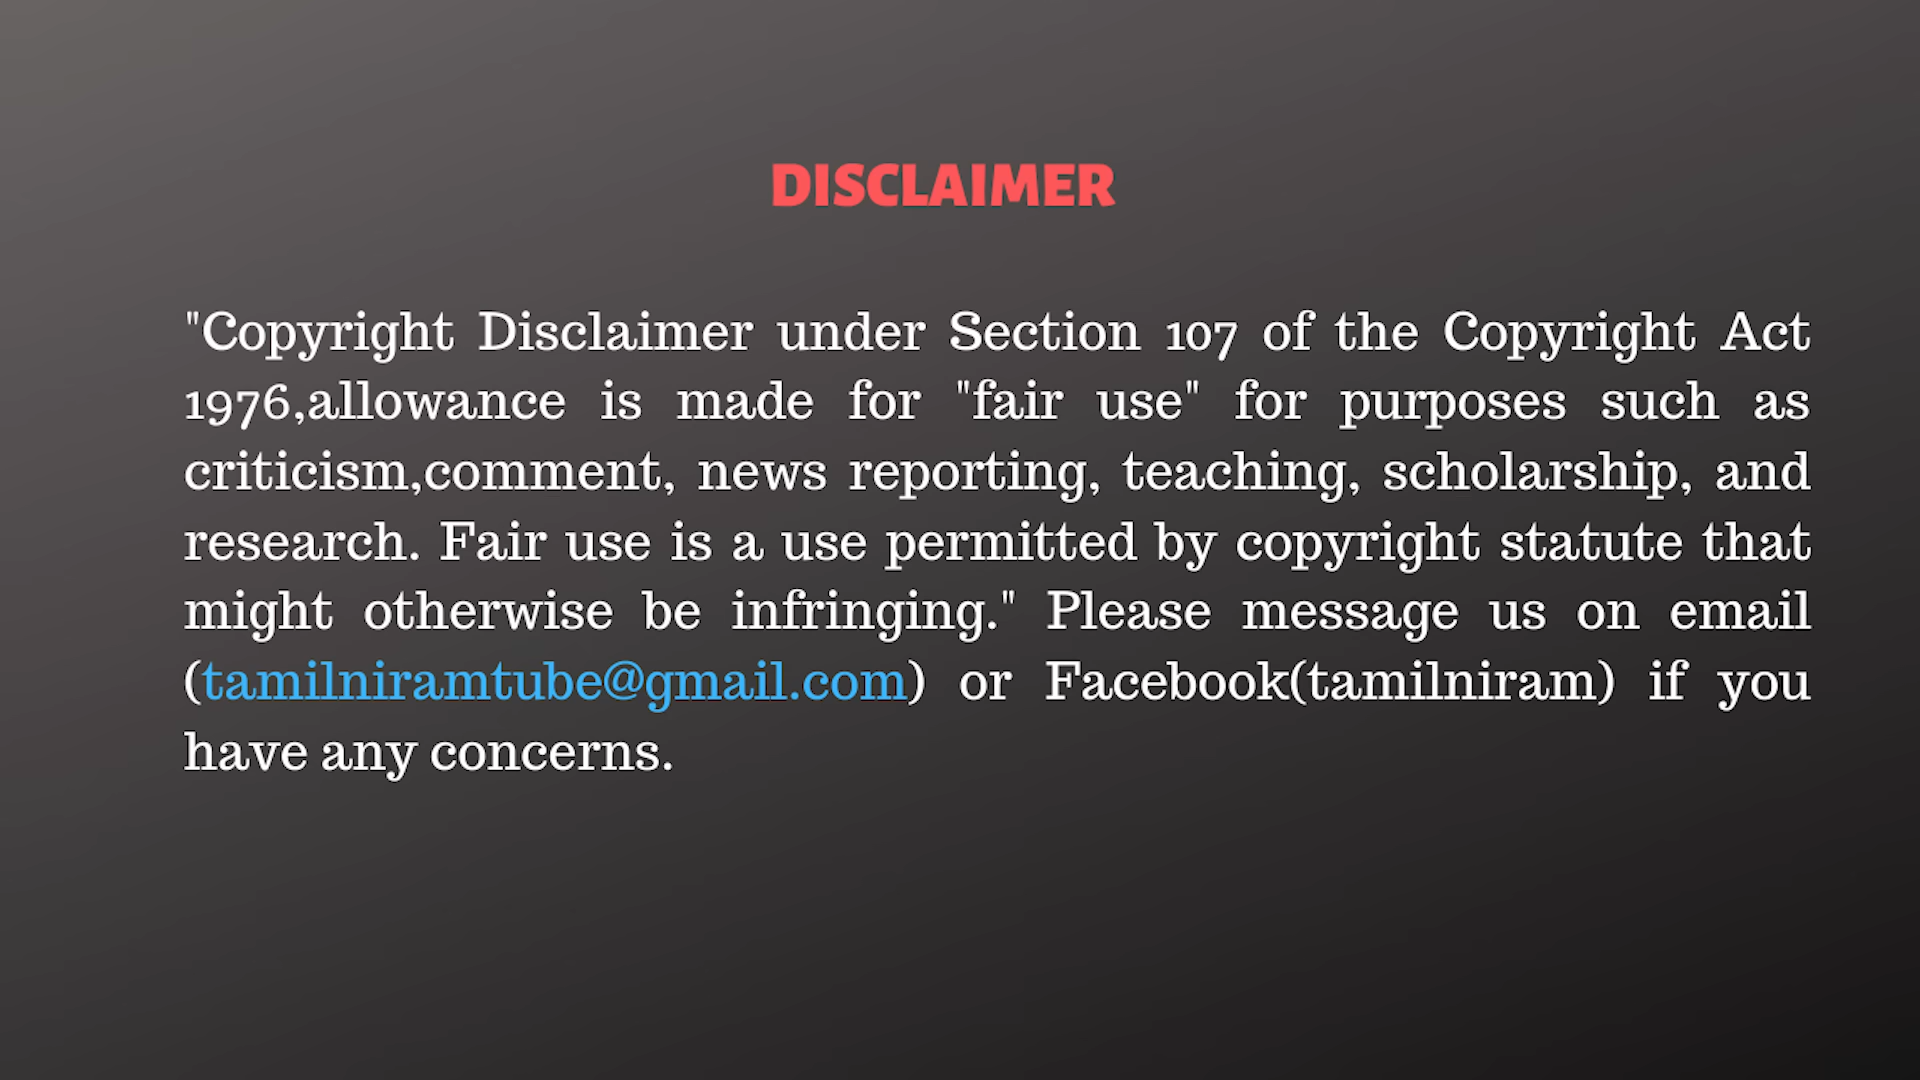 DISCLAIMER
"Copyright Disclaimer under Section 107 of the Copyright Act
1976,allowance is made for "fair use" for purposes such as
criticism,comment, news reporting, teaching, scholarship, and
research. Fair use is a use permitted by copyright statute that
might otherwise be infringing." Please message us on email
(tamilniramtube@gmail.com) or Facebook(tamilniram) if you
have any concerns.